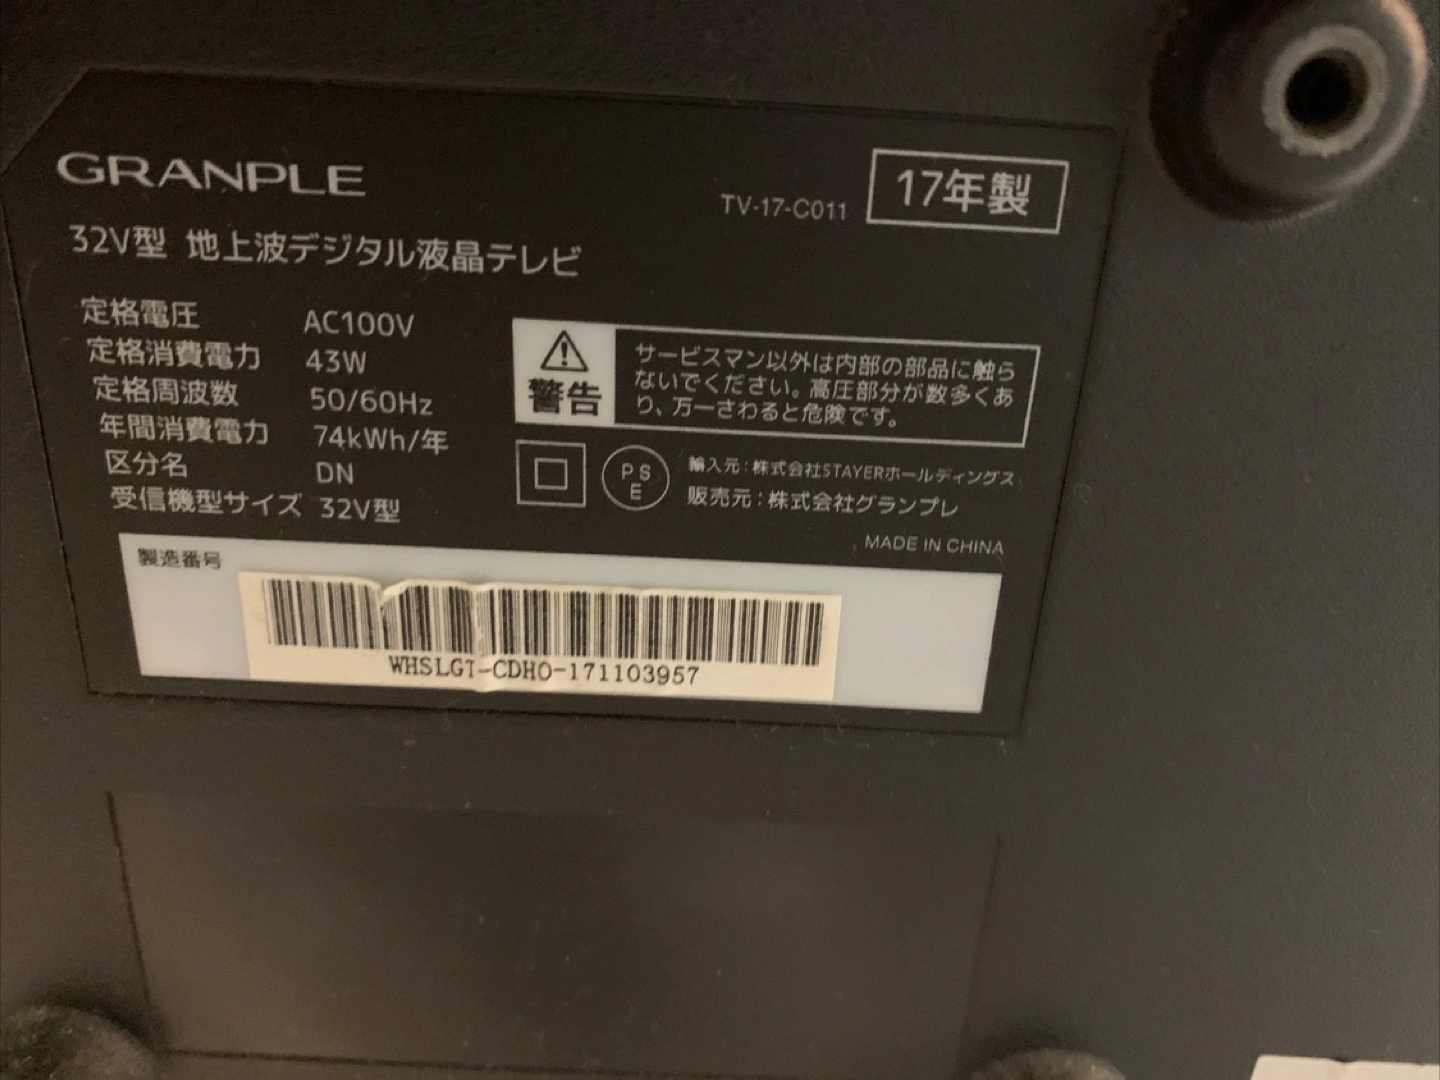 GRANPLE
TV-17-C011
17年製
32V型 地上波デジタル液晶テレビ
定格電圧 AC100V
定格消費電力 43W
定格周波数 50/60Hz
年間消費電力 74kWh/年
区分名 DN
受信機型サイズ 32V型
警告
サービスマン以外は内部の部品に触ら
ないでください。高圧部分が数多くあ
り、万一さわると危険です。
PS
E
輸入元：株式会社STAYERホールディングス
販売元：株式会社グランプレ
MADE IN CHINA
製造番号
WHSLGT-CDHO-171103957